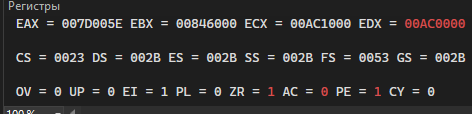 Регистры
EAX = 007D005E EBX = 00846000 ECX = 00AC1000 EDX = 00AC0000
CS = 0023 DS = 002B ES = 002B SS = 002B FS = 0053 GS = 002B
OV = 0 UP = 0 EI = 1 PL = 0 ZR = 1 AC = 0 PE = 1 CY = 0
100 %